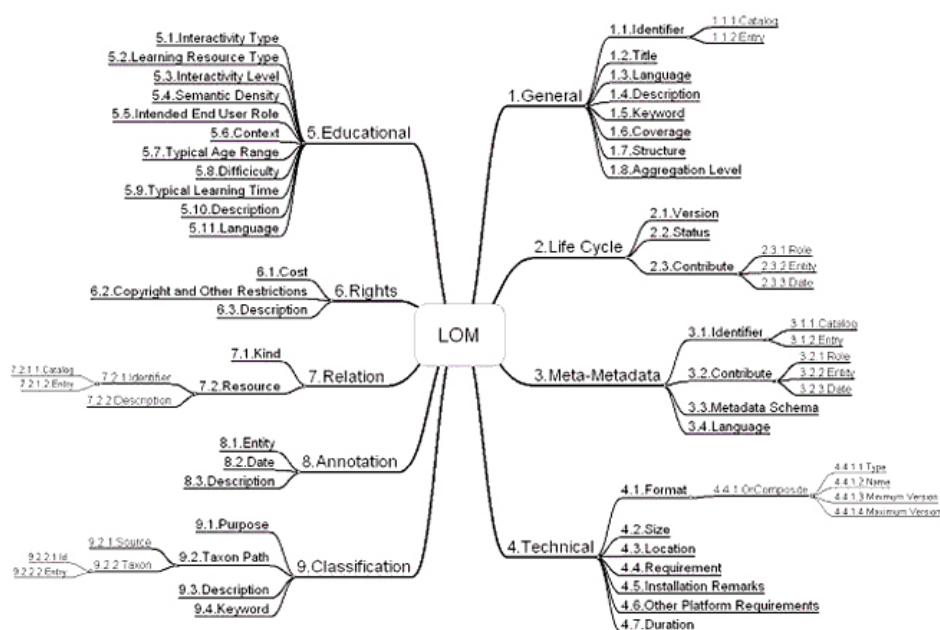 LOM
1.General
1.1.Identifier
1.1.1 Catalog
1.1.2 Entry
1.2.Title
1.3.Language
1.4.Description
1.5.Keyword
1.6.Coverage
1.7.Structure
1.8.Aggregation Level
2.Life Cycle
2.1.Version
2.2.Status
2.3.Contribute
2.3.1 Role
2.3.2 Entity
2.3.3 Date
3.Meta-Metadata
3.1.Identifier
3.1.1.Catalog
3.1.2 Entry
3.2.Contribute
3.2.1 Role
3.2.2 Entity
3.2.3 Date
3.3.Metadata Schema
3.4.Language
4.Technical
4.1.Format
4.4.1 OrComposite
4.4.1.1 Type
4.4.1.2 Name
4.4.1.3 Minimum Version
4.4.1.4 Maximum Version
4.2.Size
4.3.Location
4.4.Requirement
4.5.Installation Remarks
4.6.Other Platform Requirements
4.7.Duration
5.Educational
5.1.Interactivity Type
5.2.Learning Resource Type
5.3.Interactivity Level
5.4.Semantic Density
5.5.Intended End User Role
5.6.Context
5.7.Typical Age Range
5.8.Difficiculty
5.9.Typical Learning Time
5.10.Description
5.11.Language
6.Rights
6.1.Cost
6.2.Copyright and Other Restrictions
6.3.Description
7.Relation
7.1.Kind
7.2.Resource
7.2.1 Identifier
7.2.1.1.Catalog
7.2.1.2 Entry
7.2.2 Description
8.Annotation
8.1.Entity
8.2.Date
8.3.Description
9.Classification
9.1.Purpose
9.2.Taxon Path
9.2.1 Source
9.2.2 Taxon
9.2.2.1 Id
9.2.2.2 Entry
9.3.Description
9.4.Keyword